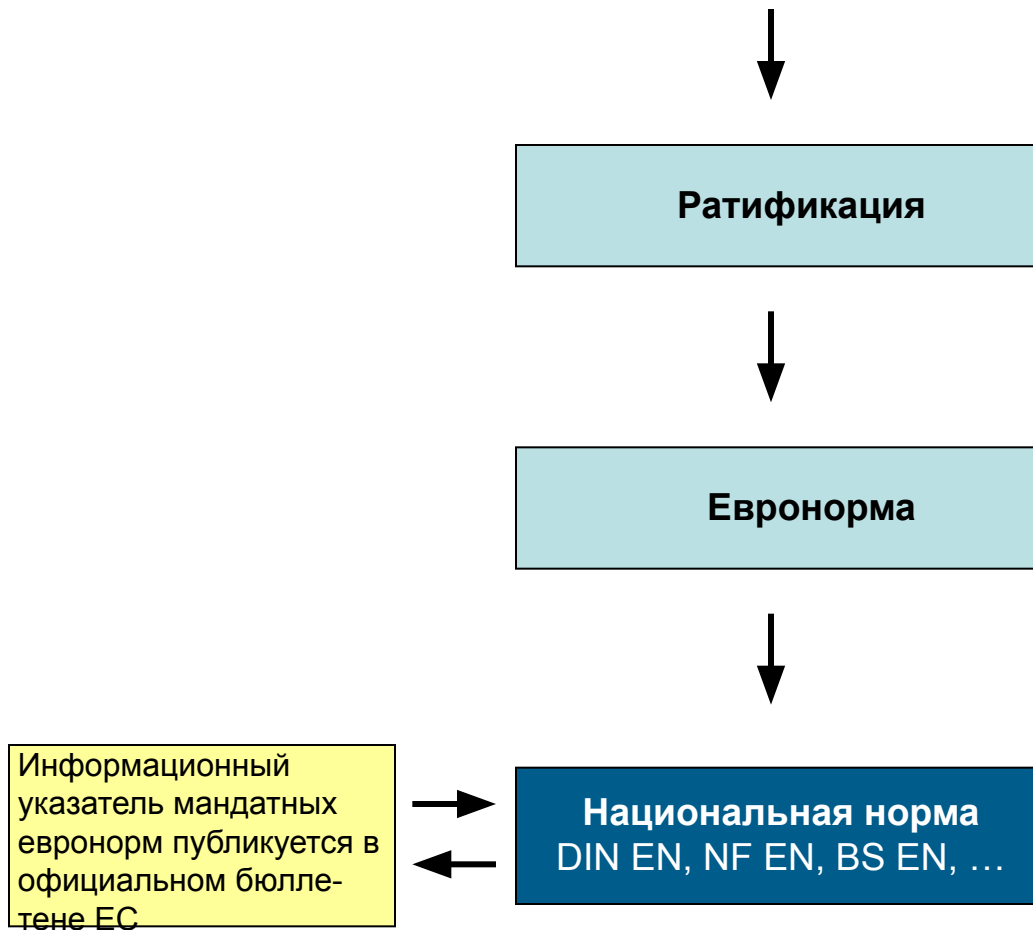 Ратификация
Евронорма
Информационный
указатель мандатных
евронорм публикуется в
официальном бюлле-
тене ЕС
Национальная норма
DIN EN, NF EN, BS EN, …